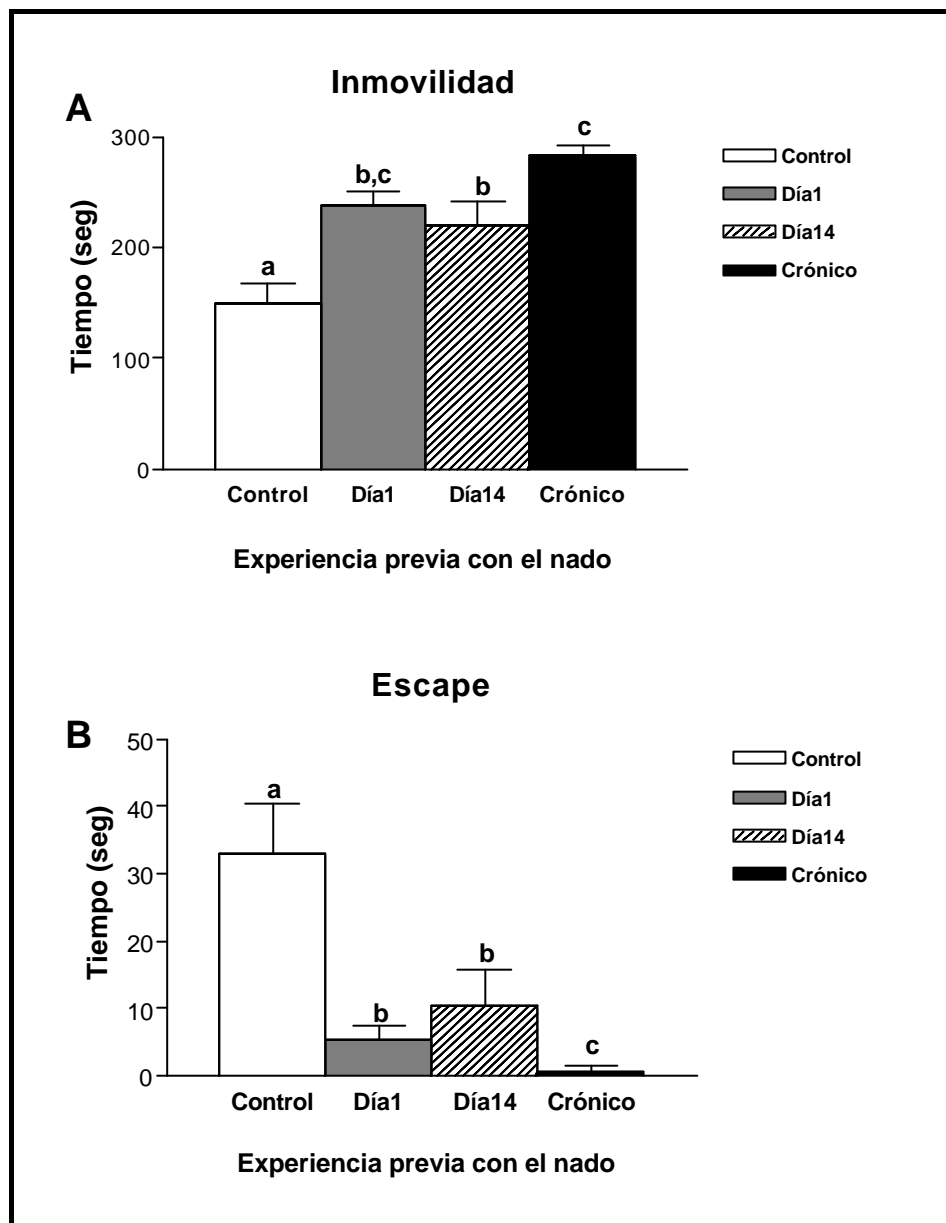 Inmovilidad
A
Tiempo (seg)
300
200
100
0
a
b,c
b
c
Control
Día1
Día14
Crónico
Control
Día1
Día14
Crónico
Experiencia previa con el nado
Escape
B
Tiempo (seg)
50
40
30
20
10
0
a
b
b
c
Control
Día1
Día14
Crónico
Control
Día1
Día14
Crónico
Experiencia previa con el nado